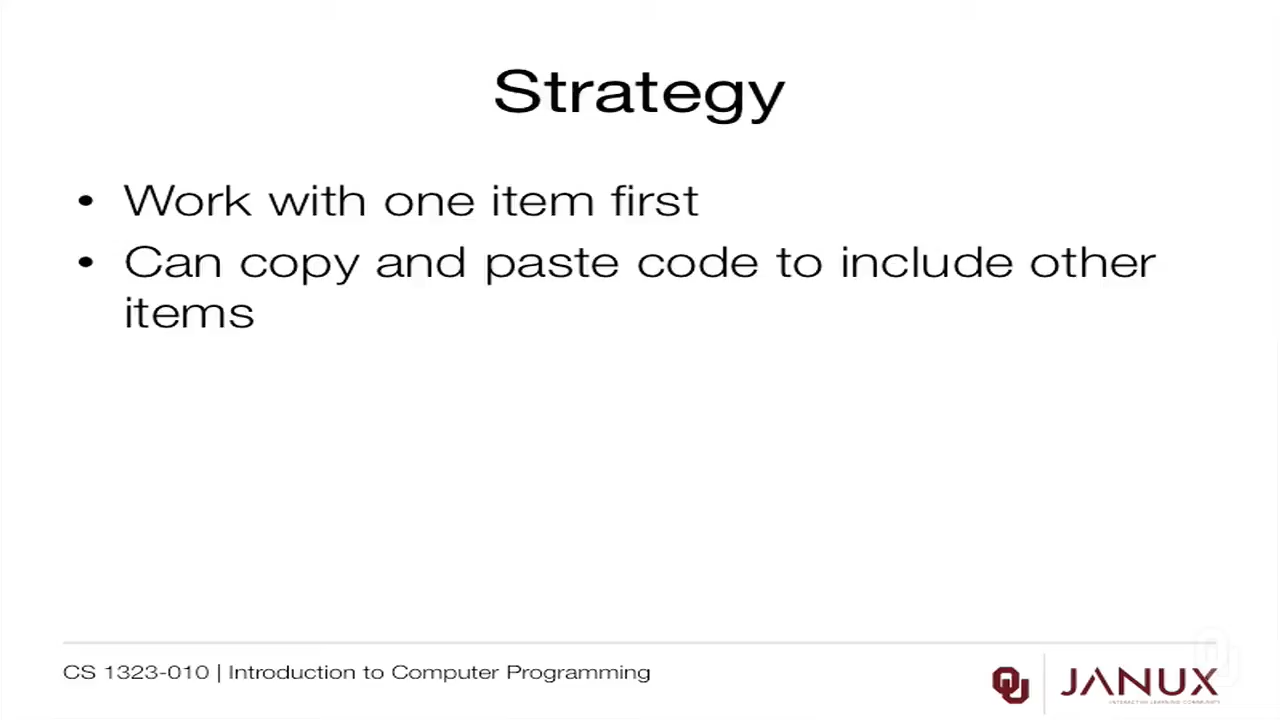 Strategy
• Work with one item first
• Can copy and paste code to include other
items
CS 1323-010 | Introduction to Computer Programming
OU
JANUX
INTERACTIVE LEARNING COMMUNITY